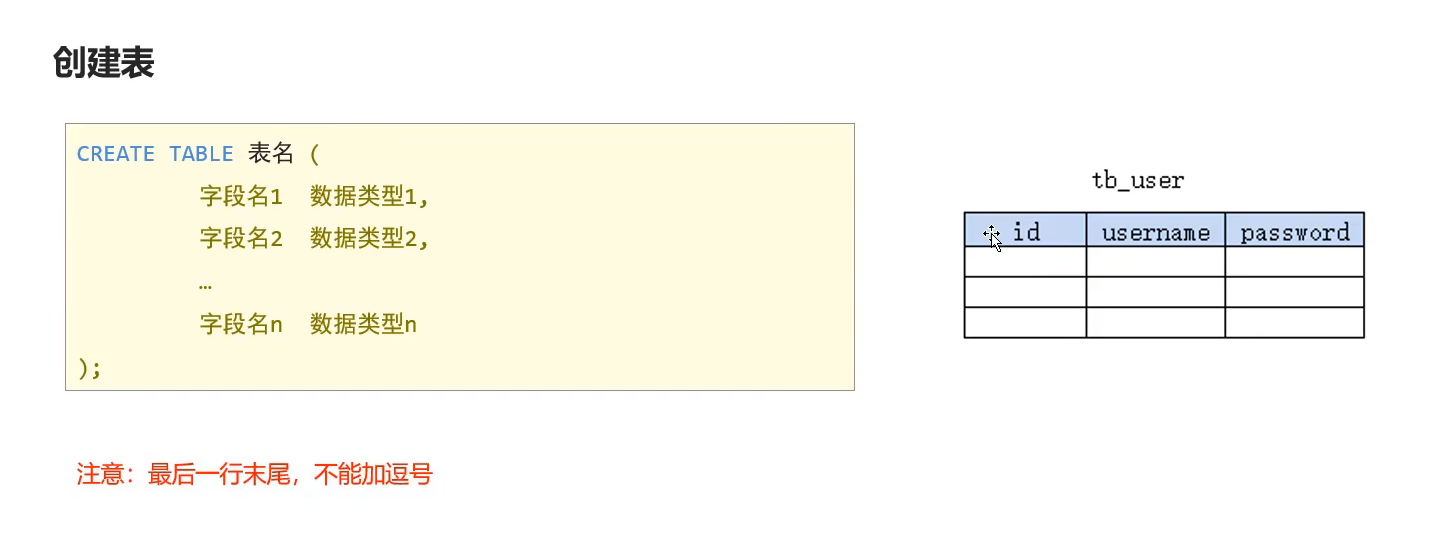 创建表
CREATE TABLE 表名 (
字段名1 数据类型1,
字段名2 数据类型2,
…
字段名n 数据类型n
);
注意：最后一行末尾，不能加逗号
tb_user
id username password